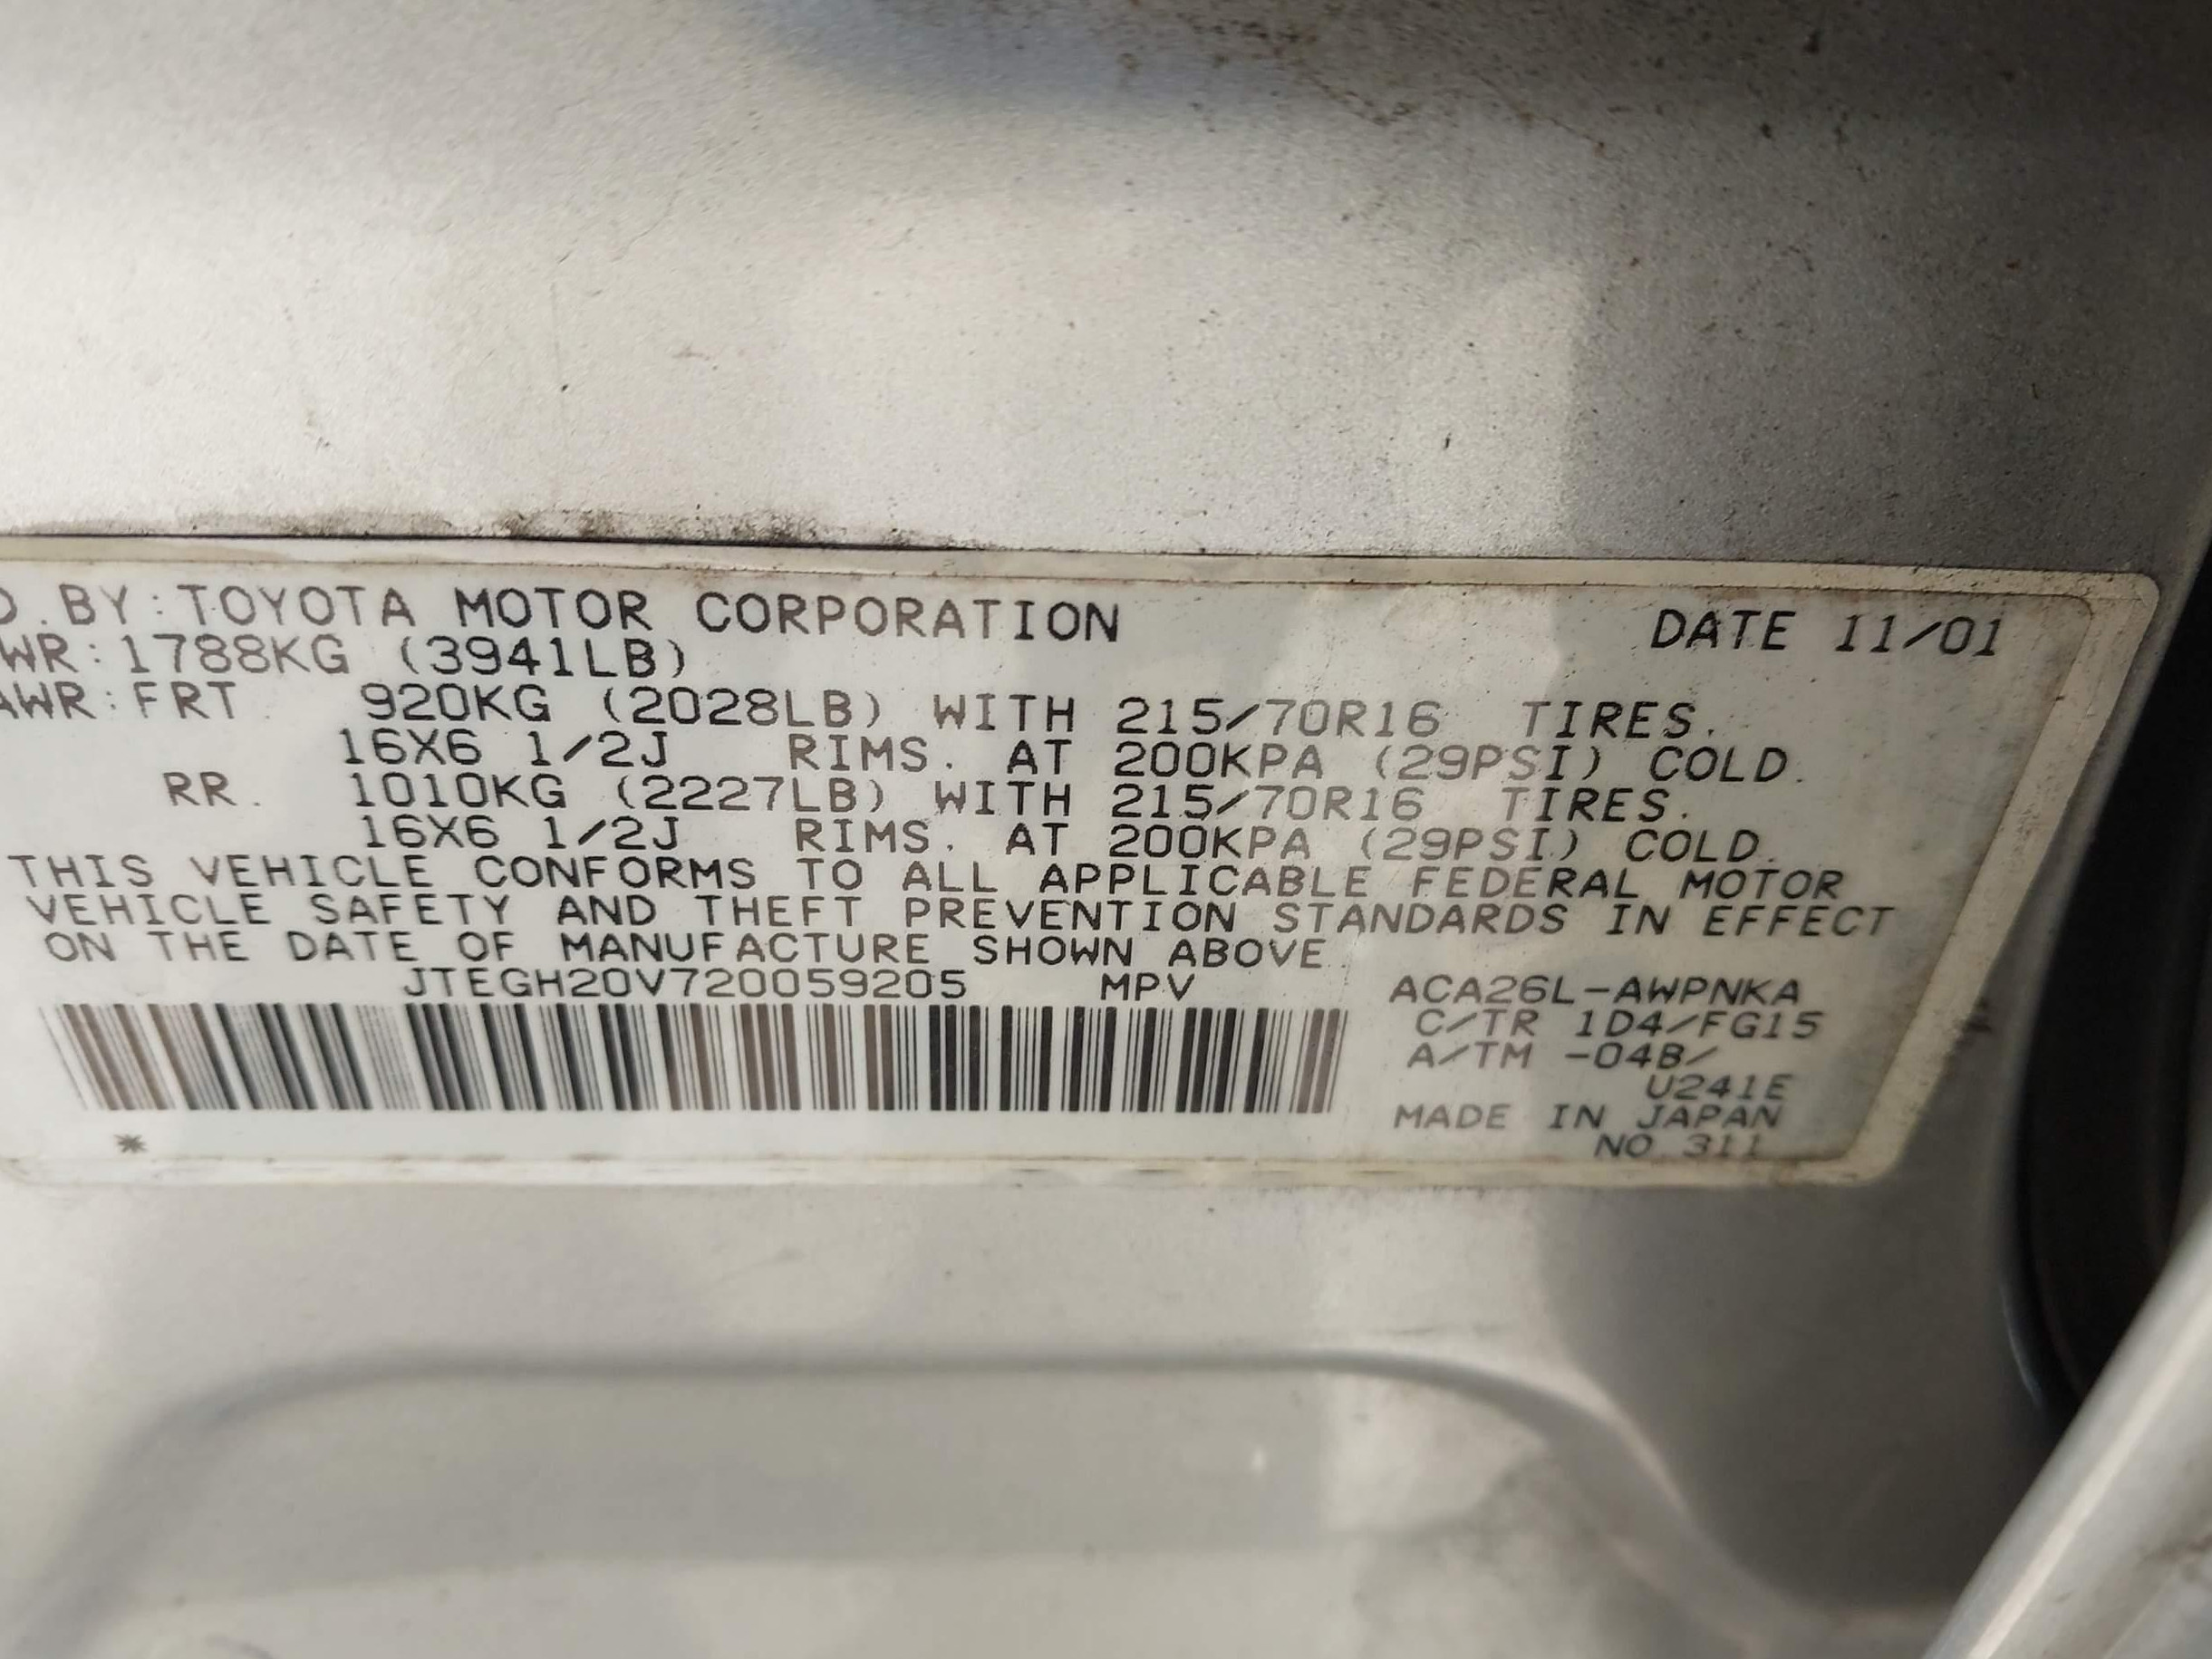 D.BY:TOYOTA MOTOR CORPORATION DATE 11/01
WR:1788KG (3941LB)
AWR:FRT. 920KG (2028LB) WITH 215/70R16 TIRES.
16X6 1/2J RIMS. AT 200KPA (29PSI) COLD.
RR. 1010KG (2227LB) WITH 215/70R16 TIRES.
16X6 1/2J RIMS. AT 200KPA (29PSI) COLD.
THIS VEHICLE CONFORMS TO ALL APPLICABLE FEDERAL MOTOR
VEHICLE SAFETY AND THEFT PREVENTION STANDARDS IN EFFECT
ON THE DATE OF MANUFACTURE SHOWN ABOVE.
JTEGH20V720059205 MPV ACA26L-AWPNKA
C/TR 1D4/FG15
A/TM -04B/
U241E
MADE IN JAPAN
* NO.311